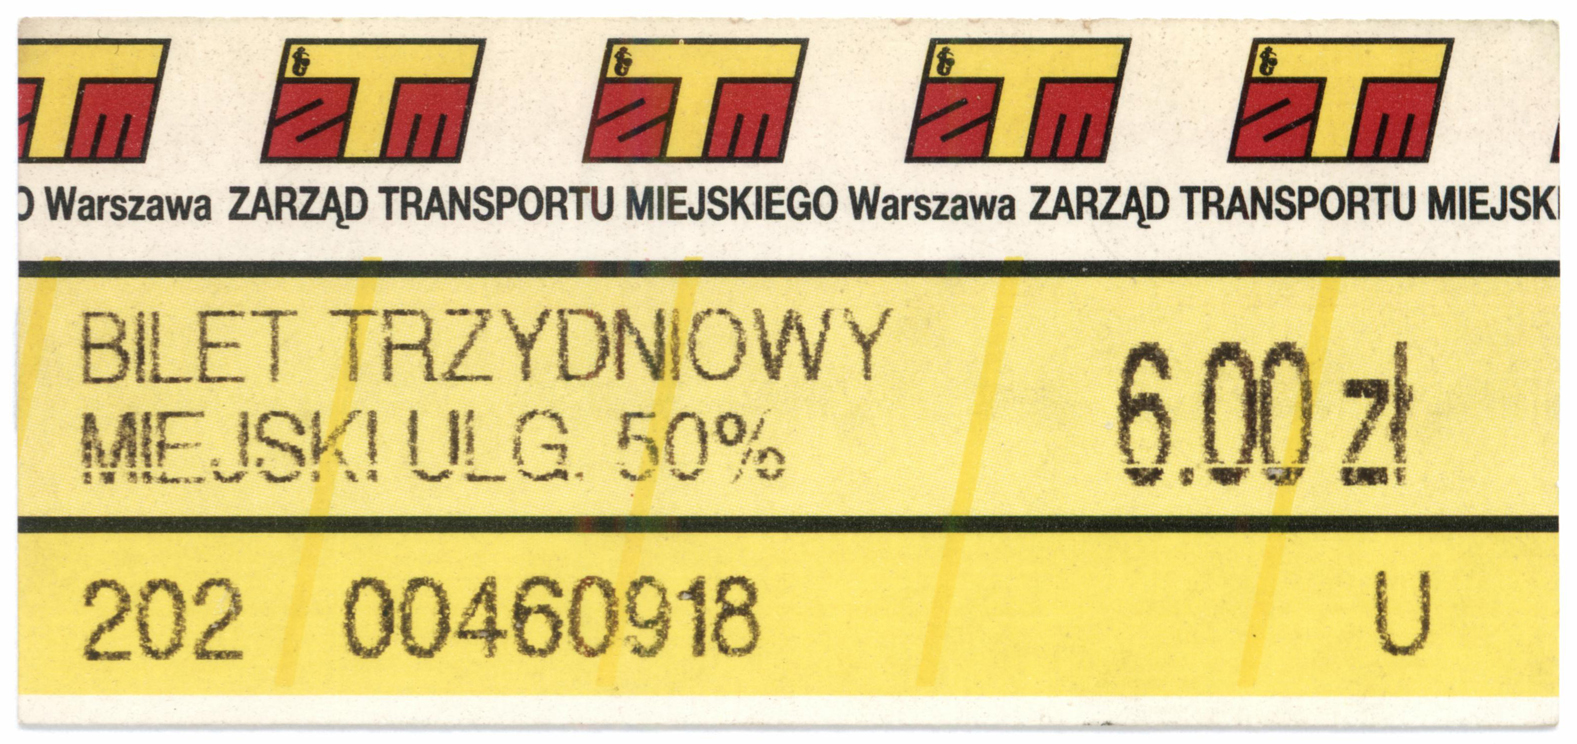 ZTM ZTM ZTM ZTM ZTM
O Warszawa ZARZĄD TRANSPORTU MIEJSKIEGO Warszawa ZARZĄD TRANSPORTU MIEJSKI
BILET TRZYDNIOWY
MIEJSKI ULG. 50%
6.00 zł
202 00460918 U